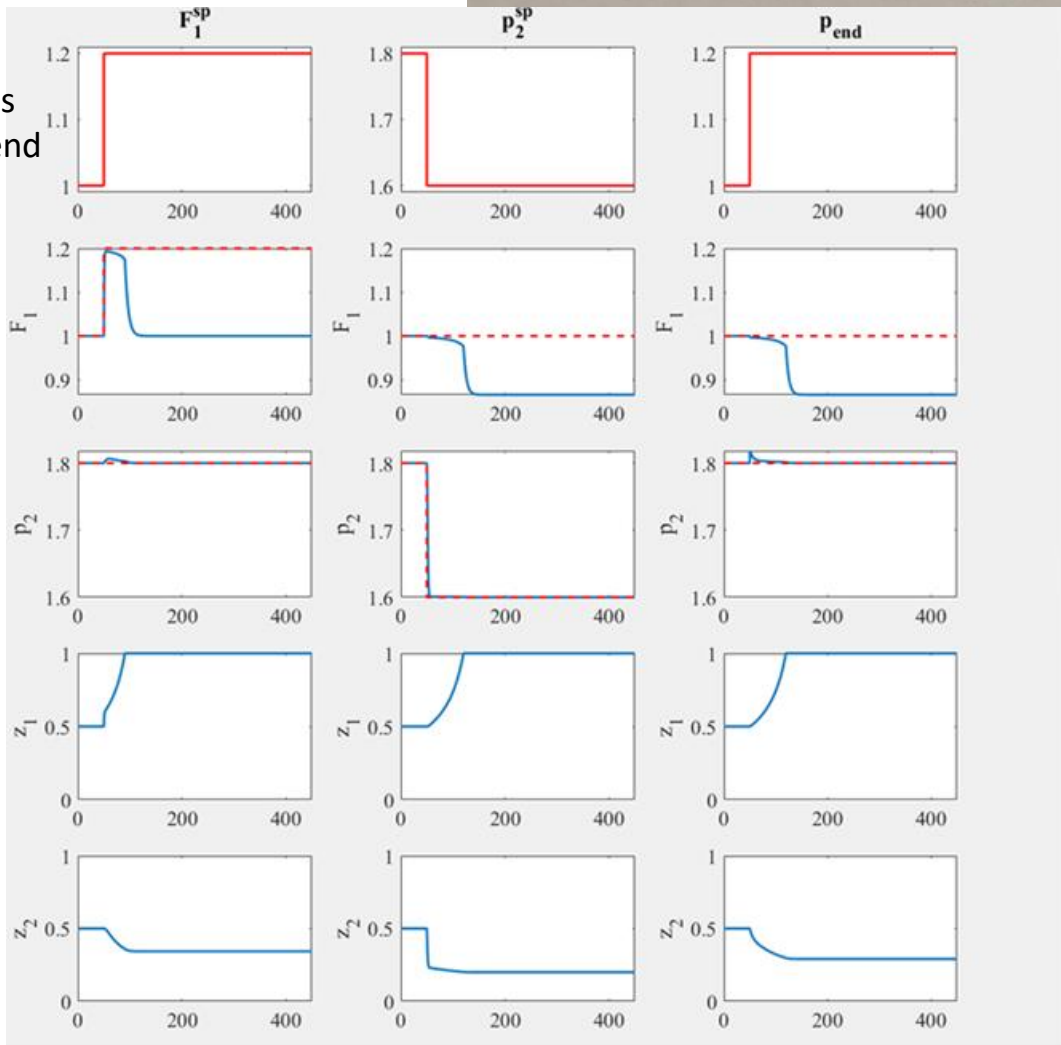 F₁ˢᵖ p₂ˢᵖ pₑₙd
s
end
1.2 1.8 1.2
1.1 1.7 1.1
1 1.6 1
0 200 400 0 200 400 0 200 400
F₁ 1.2 F₁ 1.2 F₁ 1.2
1.1 1.1 1.1
1 1 1
0.9 0.9 0.9
0 200 400 0 200 400 0 200 400
p₂ 1.8 p₂ 1.8 p₂ 1.8
1.7 1.7 1.7
1.6 1.6 1.6
0 200 400 0 200 400 0 200 400
z₁ 1 z₁ 1 z₁ 1
0.5 0.5 0.5
0 0 0
0 200 400 0 200 400 0 200 400
z₂ 1 z₂ 1 z₂ 1
0.5 0.5 0.5
0 0 0
0 200 400 0 200 400 0 200 400